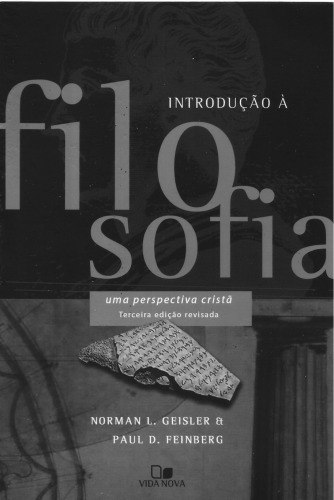 INTRODUÇÃO À
filo
sofia
uma perspectiva cristã
Terceira edição revisada
NORMAN L. GEISLER &
PAUL D. FEINBERG
VIDA NOVA